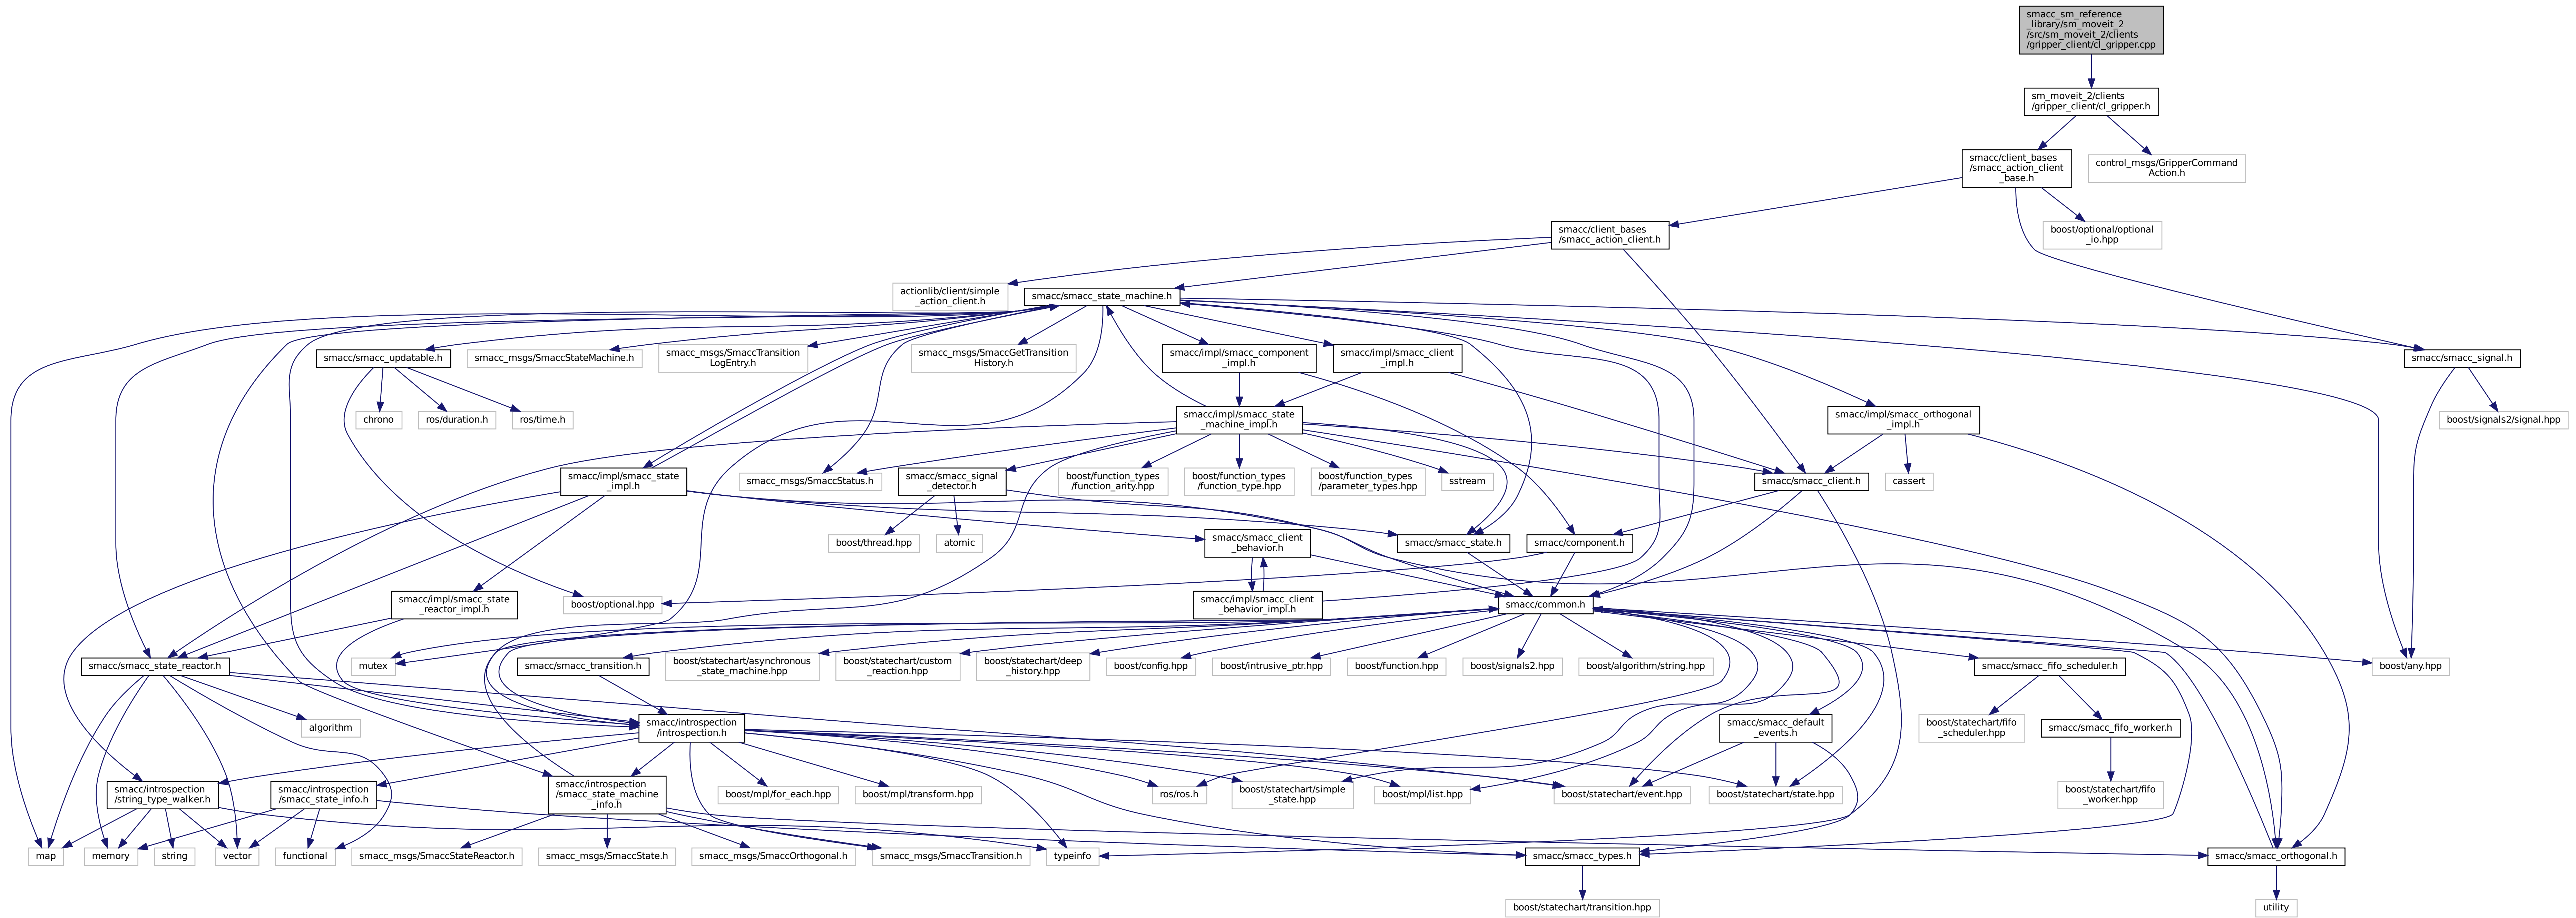 smacc_sm_reference
_library/sm_moveit_2
/src/sm_moveit_2/clients
/gripper_client/cl_gripper.cpp
sm_moveit_2/clients
/gripper_client/cl_gripper.h
smacc/client_bases
/smacc_action_client
_base.h
control_msgs/GripperCommand
Action.h
smacc/client_bases
/smacc_action_client.h
boost/optional/optional
_io.hpp
actionlib/client/simple
_action_client.h
smacc/smacc_state_machine.h
smacc/smacc_updatable.h
smacc_msgs/SmaccStateMachine.h
smacc_msgs/SmaccTransition
LogEntry.h
smacc_msgs/SmaccGetTransition
History.h
smacc/impl/smacc_component
_impl.h
smacc/impl/smacc_client
_impl.h
smacc/smacc_signal.h
chrono
ros/duration.h
ros/time.h
smacc/impl/smacc_state
_machine_impl.h
smacc/impl/smacc_orthogonal
_impl.h
boost/signals2/signal.hpp
smacc/impl/smacc_state
_impl.h
smacc_msgs/SmaccStatus.h
smacc/smacc_signal
_detector.h
boost/function_types
/function_arity.hpp
boost/function_types
/function_type.hpp
boost/function_types
/parameter_types.hpp
sstream
smacc/smacc_client.h
cassert
boost/thread.hpp
atomic
smacc/smacc_client
_behavior.h
smacc/smacc_state.h
smacc/component.h
smacc/impl/smacc_state
_reactor_impl.h
boost/optional.hpp
smacc/impl/smacc_client
_behavior_impl.h
smacc/common.h
smacc/smacc_state_reactor.h
mutex
smacc/smacc_transition.h
boost/statechart/asynchronous
_state_machine.hpp
boost/statechart/custom
_reaction.hpp
boost/statechart/deep
_history.hpp
boost/config.hpp
boost/intrusive_ptr.hpp
boost/function.hpp
boost/signals2.hpp
boost/algorithm/string.hpp
smacc/smacc_fifo_scheduler.h
boost/any.hpp
algorithm
smacc/introspection
/introspection.h
smacc/smacc_default
_events.h
boost/statechart/fifo
_scheduler.hpp
smacc/smacc_fifo_worker.h
smacc/introspection
/string_type_walker.h
smacc/introspection
/smacc_state_info.h
smacc/introspection
/smacc_state_machine
_info.h
boost/mpl/for_each.hpp
boost/mpl/transform.hpp
ros/ros.h
boost/statechart/simple
_state.hpp
boost/mpl/list.hpp
boost/statechart/event.hpp
boost/statechart/state.hpp
boost/statechart/fifo
_worker.hpp
map
memory
string
vector
functional
smacc_msgs/SmaccStateReactor.h
smacc_msgs/SmaccState.h
smacc_msgs/SmaccOrthogonal.h
smacc_msgs/SmaccTransition.h
typeinfo
smacc/smacc_types.h
smacc/smacc_orthogonal.h
boost/statechart/transition.hpp
utility